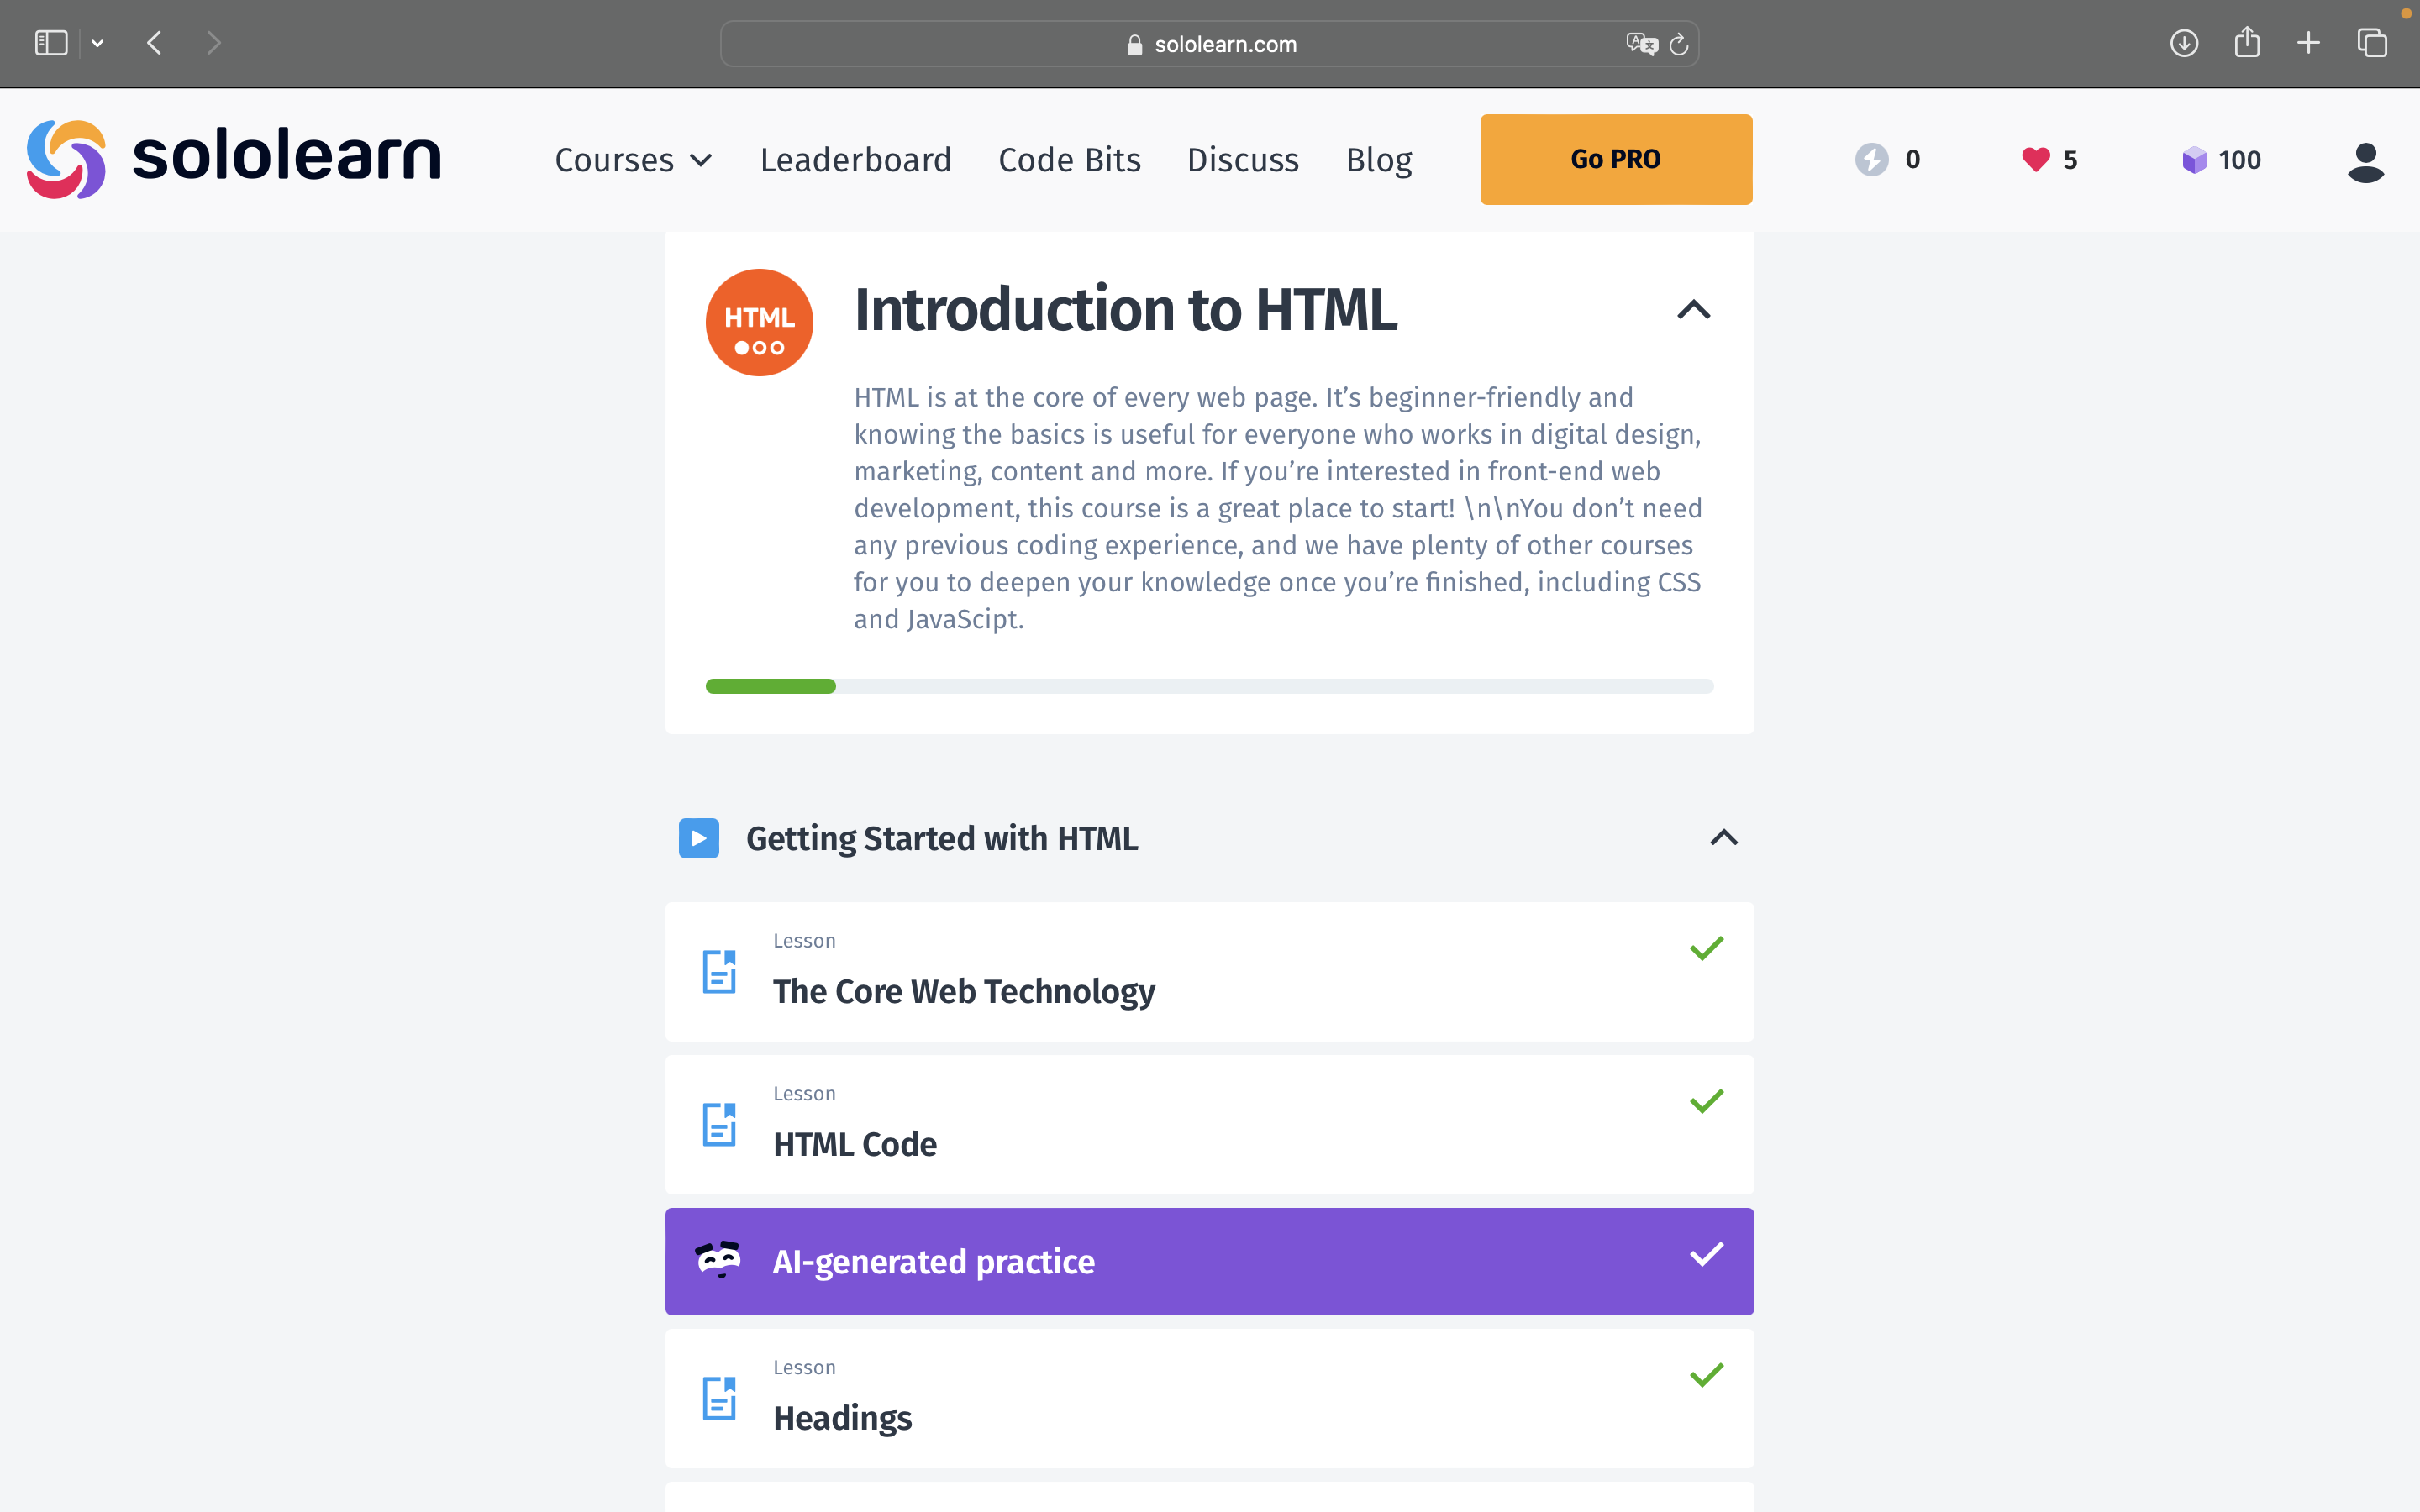 sololearn.com
sololearn
Courses Leaderboard Code Bits Discuss Blog Go PRO 0 5 100
HTML
Introduction to HTML
HTML is at the core of every web page. It’s beginner-friendly and
knowing the basics is useful for everyone who works in digital design,
marketing, content and more. If you’re interested in front-end web
development, this course is a great place to start! \n\nYou don’t need
any previous coding experience, and we have plenty of other courses
for you to deepen your knowledge once you’re finished, including CSS
and JavaScipt.
Getting Started with HTML
Lesson
The Core Web Technology
Lesson
HTML Code
AI-generated practice
Lesson
Headings